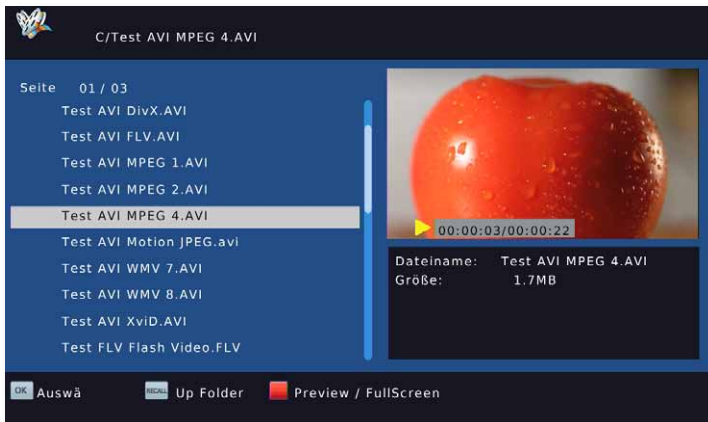 C/Test AVI MPEG 4.AVI
Seite 01 / 03
Test AVI DivX.AVI
Test AVI FLV.AVI
Test AVI MPEG 1.AVI
Test AVI MPEG 2.AVI
Test AVI MPEG 4.AVI
Test AVI Motion JPEG.avi
Test AVI WMV 7.AVI
Test AVI WMV 8.AVI
Test AVI XviD.AVI
Test FLV Flash Video.FLV
00:00:03/00:00:22
Dateiname: Test AVI MPEG 4.AVI
Größe: 1.7MB
OK Auswä RECALL Up Folder Preview / FullScreen